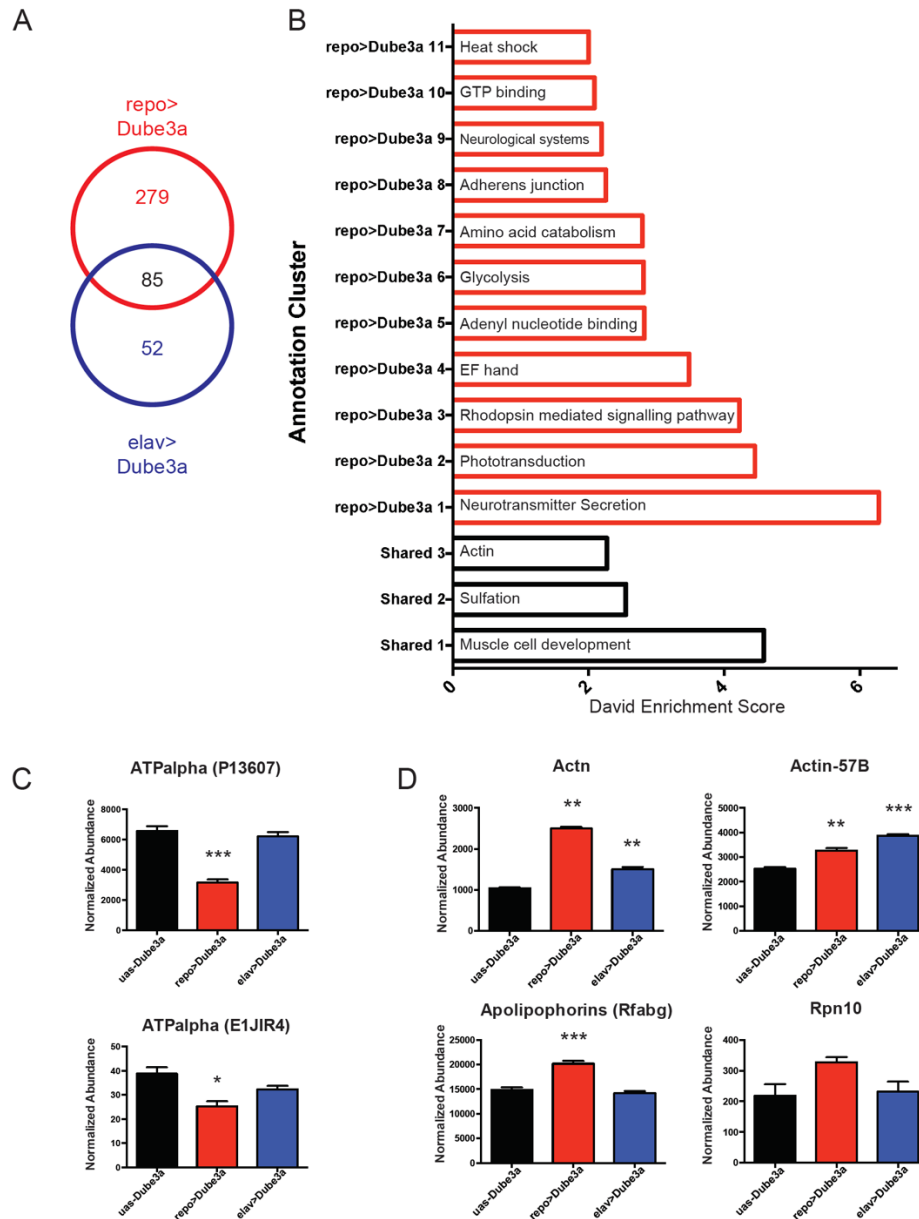 A
repo>
Dube3a
279
85
52
elav>
Dube3a
B
Annotation Cluster
repo>Dube3a 11 Heat shock
repo>Dube3a 10 GTP binding
repo>Dube3a 9 Neurological systems
repo>Dube3a 8 Adherens junction
repo>Dube3a 7 Amino acid catabolism
repo>Dube3a 6 Glycolysis
repo>Dube3a 5 Adenyl nucleotide binding
repo>Dube3a 4 EF hand
repo>Dube3a 3 Rhodopsin mediated signalling pathway
repo>Dube3a 2 Phototransduction
repo>Dube3a 1 Neurotransmitter Secretion
Shared 3 Actin
Shared 2 Sulfation
Shared 1 Muscle cell development
0 2 4 6
David Enrichment Score
C
ATPalpha (P13607)
Normalized Abundance
8000
6000
4000
2000
0
***
uas-Dube3a repo>Dube3a elav>Dube3a
ATPalpha (E1JIR4)
Normalized Abundance
50
40
30
20
10
0
*
uas-Dube3a repo>Dube3a elav>Dube3a
D
Actn
Normalized Abundance
3000
2000
1000
0
** **
uas-Dube3a repo>Dube3a elav>Dube3a
Actin-57B
Normalized Abundance
5000
4000
3000
2000
1000
0
** ***
uas-Dube3a repo>Dube3a elav>Dube3a
Apolipophorins (Rfabg)
Normalized Abundance
25000
20000
15000
10000
5000
0
***
uas-Dube3a repo>Dube3a elav>Dube3a
Rpn10
Normalized Abundance
400
300
200
100
0
uas-Dube3a repo>Dube3a elav>Dube3a